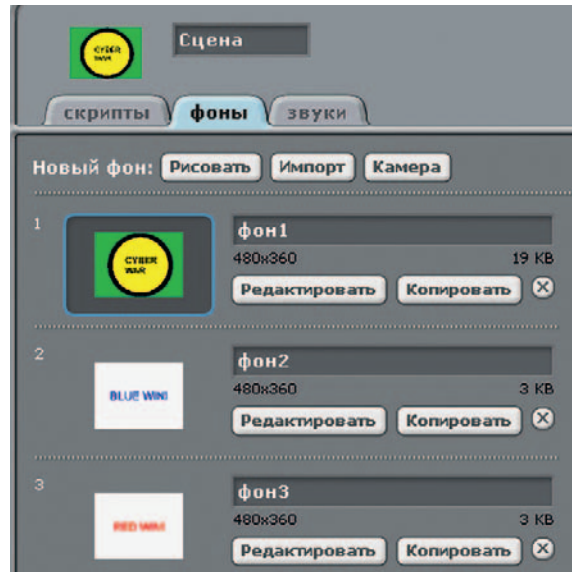 CYBER WAR
Сцена
скрипты фоны звуки
Новый фон: Рисовать Импорт Камера
1
CYBER
WAR
фон1
480x360 19 KB
Редактировать Копировать
2
BLUE WIN!
фон2
480x360 3 KB
Редактировать Копировать
3
RED WIN!
фон3
480x360 3 KB
Редактировать Копировать